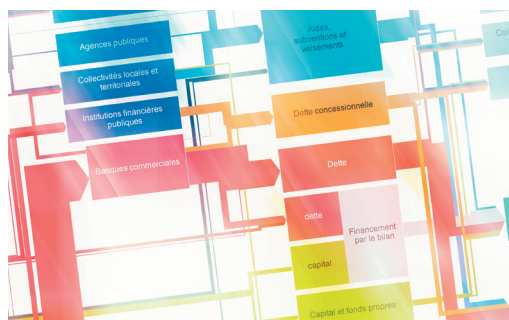 Agences publiques
Collectivités locales et
territoriales
Institutions financières
publiques
Banques commerciales
Aides,
subventions et
versements
Dette concessionnelle
Dette
dette
Financement
par le bilan
capital
Capital et fonds propres